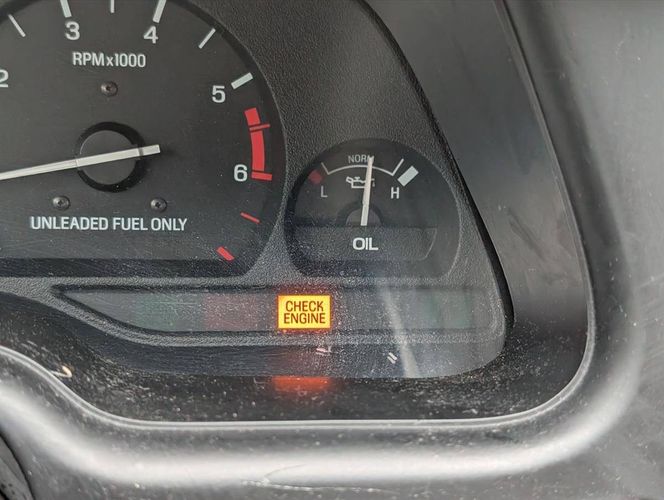 2
3
4
RPMx1000
5
6
UNLEADED FUEL ONLY
NORM
L
H
OIL
CHECK
ENGINE